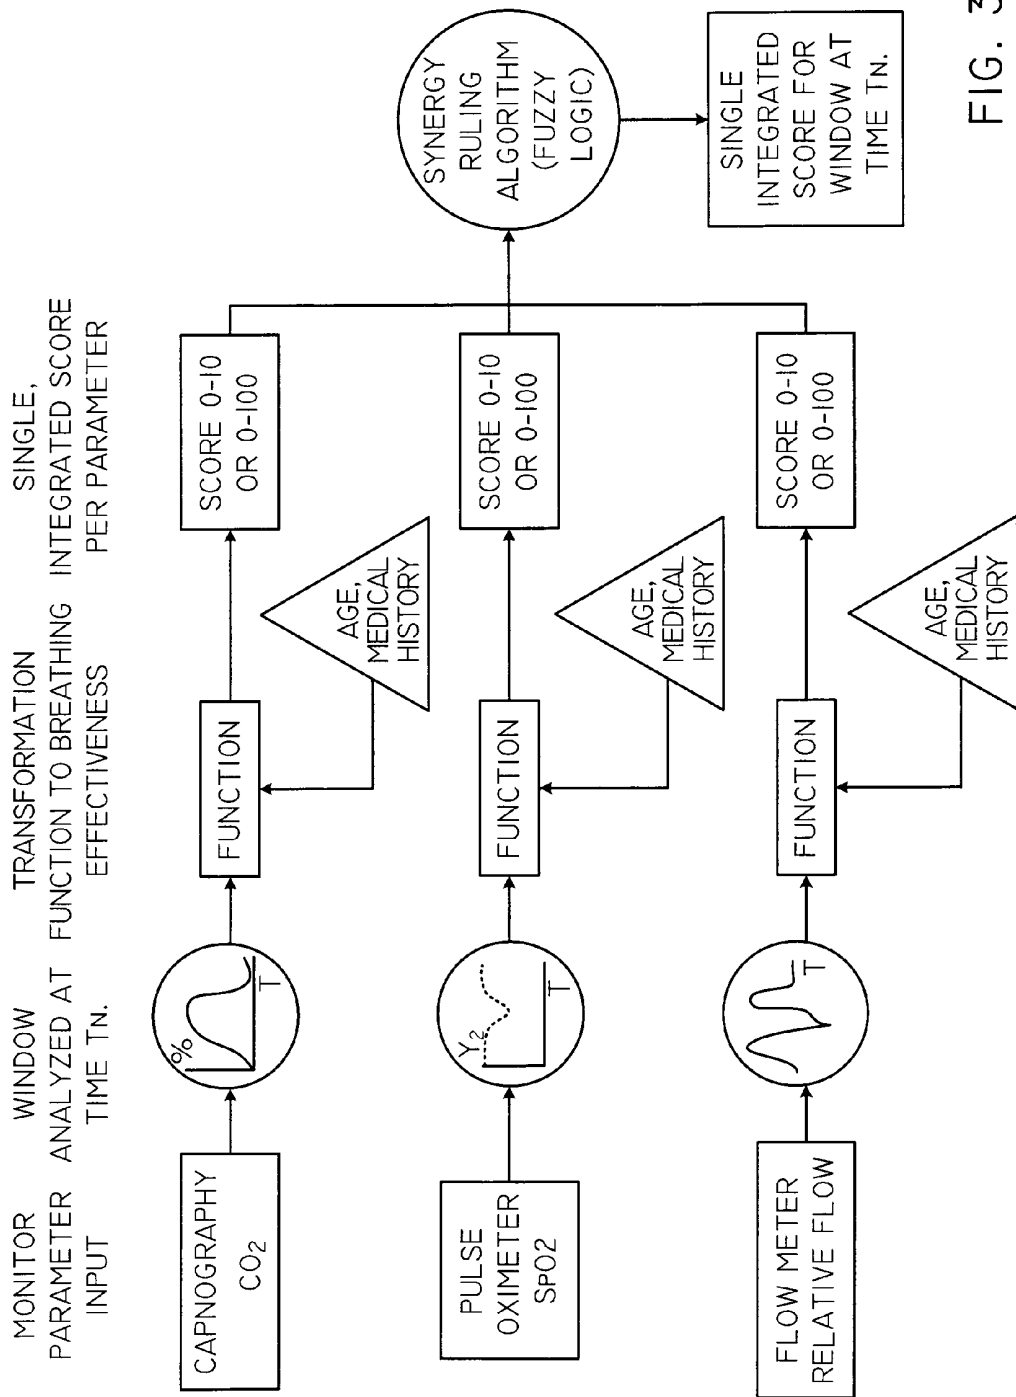 MONITOR
PARAMETER
INPUT
WINDOW
ANALYZED AT
TIME TN.
TRANSFORMATION
FUNCTION TO BREATHING
EFFECTIVENESS
SINGLE,
INTEGRATED SCORE
PER PARAMETER
CAPNOGRAPHY
CO2
%
T
FUNCTION
AGE,
MEDICAL
HISTORY
SCORE 0-10
OR 0-100
PULSE
OXIMETER
SPO2
Y2
T
FUNCTION
AGE,
MEDICAL
HISTORY
SCORE 0-10
OR 0-100
FLOW METER
RELATIVE FLOW
T
FUNCTION
AGE,
MEDICAL
HISTORY
SCORE 0-10
OR 0-100
SYNERGY
RULING
ALGORITHM
(FUZZY
LOGIC)
SINGLE
INTEGRATED
SCORE FOR
WINDOW AT
TIME TN.
FIG. 3